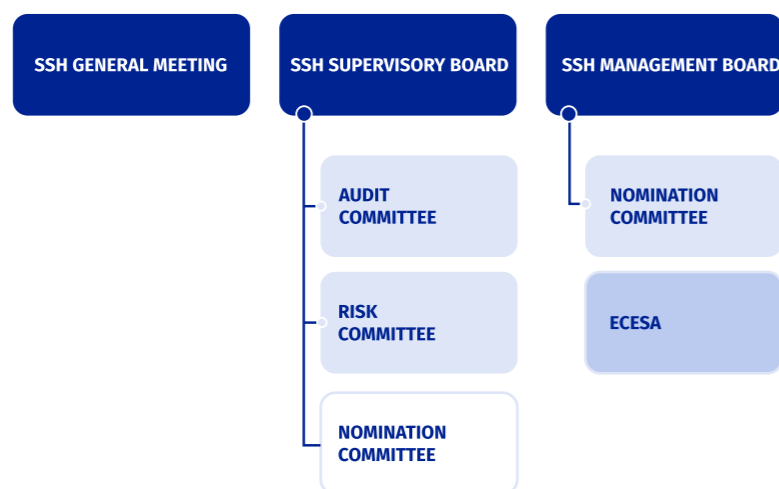 SSH GENERAL MEETING
SSH SUPERVISORY BOARD
SSH MANAGEMENT BOARD
AUDIT
COMMITTEE
RISK
COMMITTEE
NOMINATION
COMMITTEE
NOMINATION
COMMITTEE
ECESA